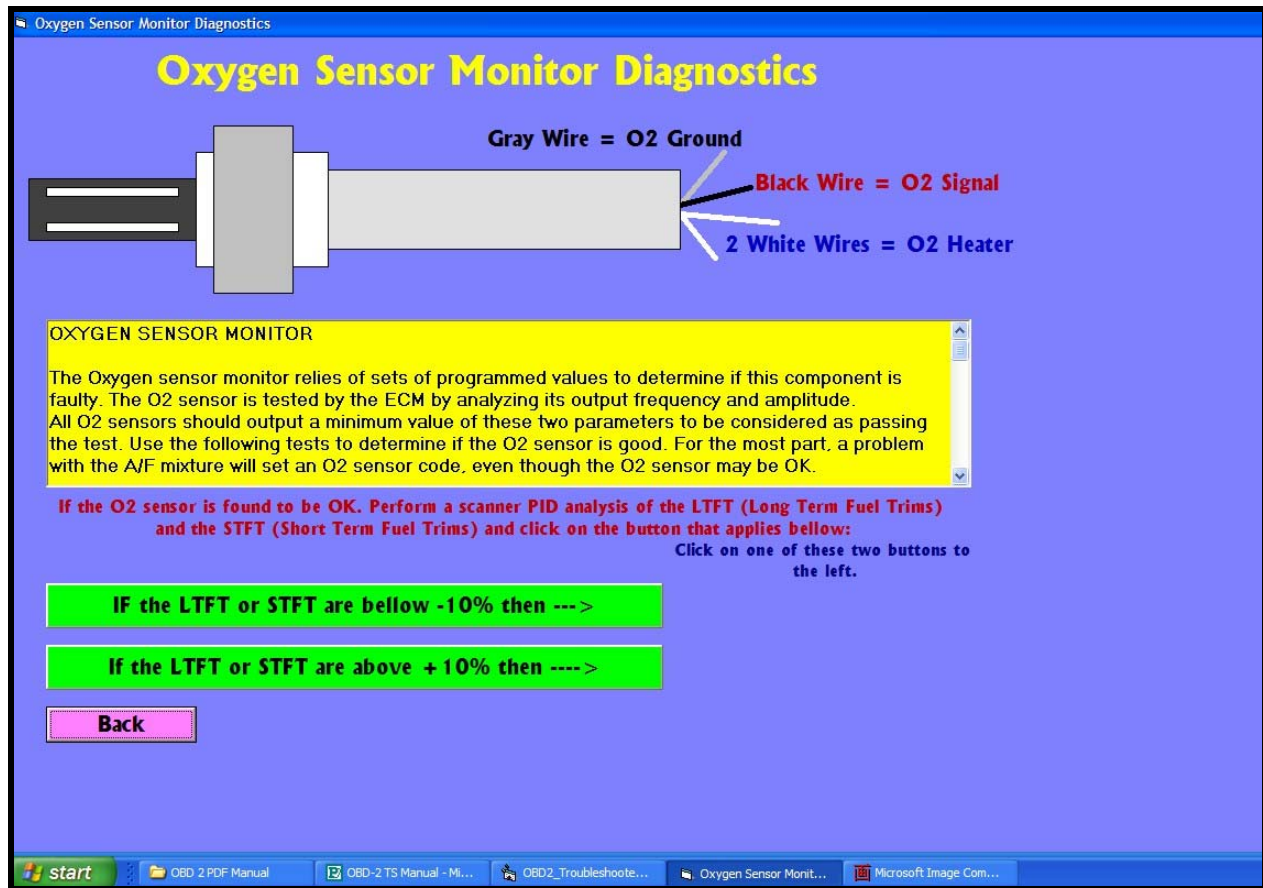 Oxygen Sensor Monitor Diagnostics
Oxygen Sensor Monitor Diagnostics
Gray Wire = O2 Ground
Black Wire = O2 Signal
2 White Wires = O2 Heater
OXYGEN SENSOR MONITOR
The Oxygen sensor monitor relies of sets of programmed values to determine if this component is
faulty. The O2 sensor is tested by the ECM by analyzing its output frequency and amplitude.
All O2 sensors should output a minimum value of these two parameters to be considered as passing
the test. Use the following tests to determine if the O2 sensor is good. For the most part, a problem
with the A/F mixture will set an O2 sensor code, even though the O2 sensor may be OK.
If the O2 sensor is found to be OK. Perform a scanner PID analysis of the LTFT (Long Term Fuel Trims)
and the STFT (Short Term Fuel Trims) and click on the button that applies bellow:
Click on one of these two buttons to
the left.
IF the LTFT or STFT are bellow -10% then --->
If the LTFT or STFT are above +10% then ---->
Back
start
OBD 2 PDF Manual
OBD-2 TS Manual - Mi...
OBD2_Troubleshoote...
Oxygen Sensor Monit...
Microsoft Image Com...